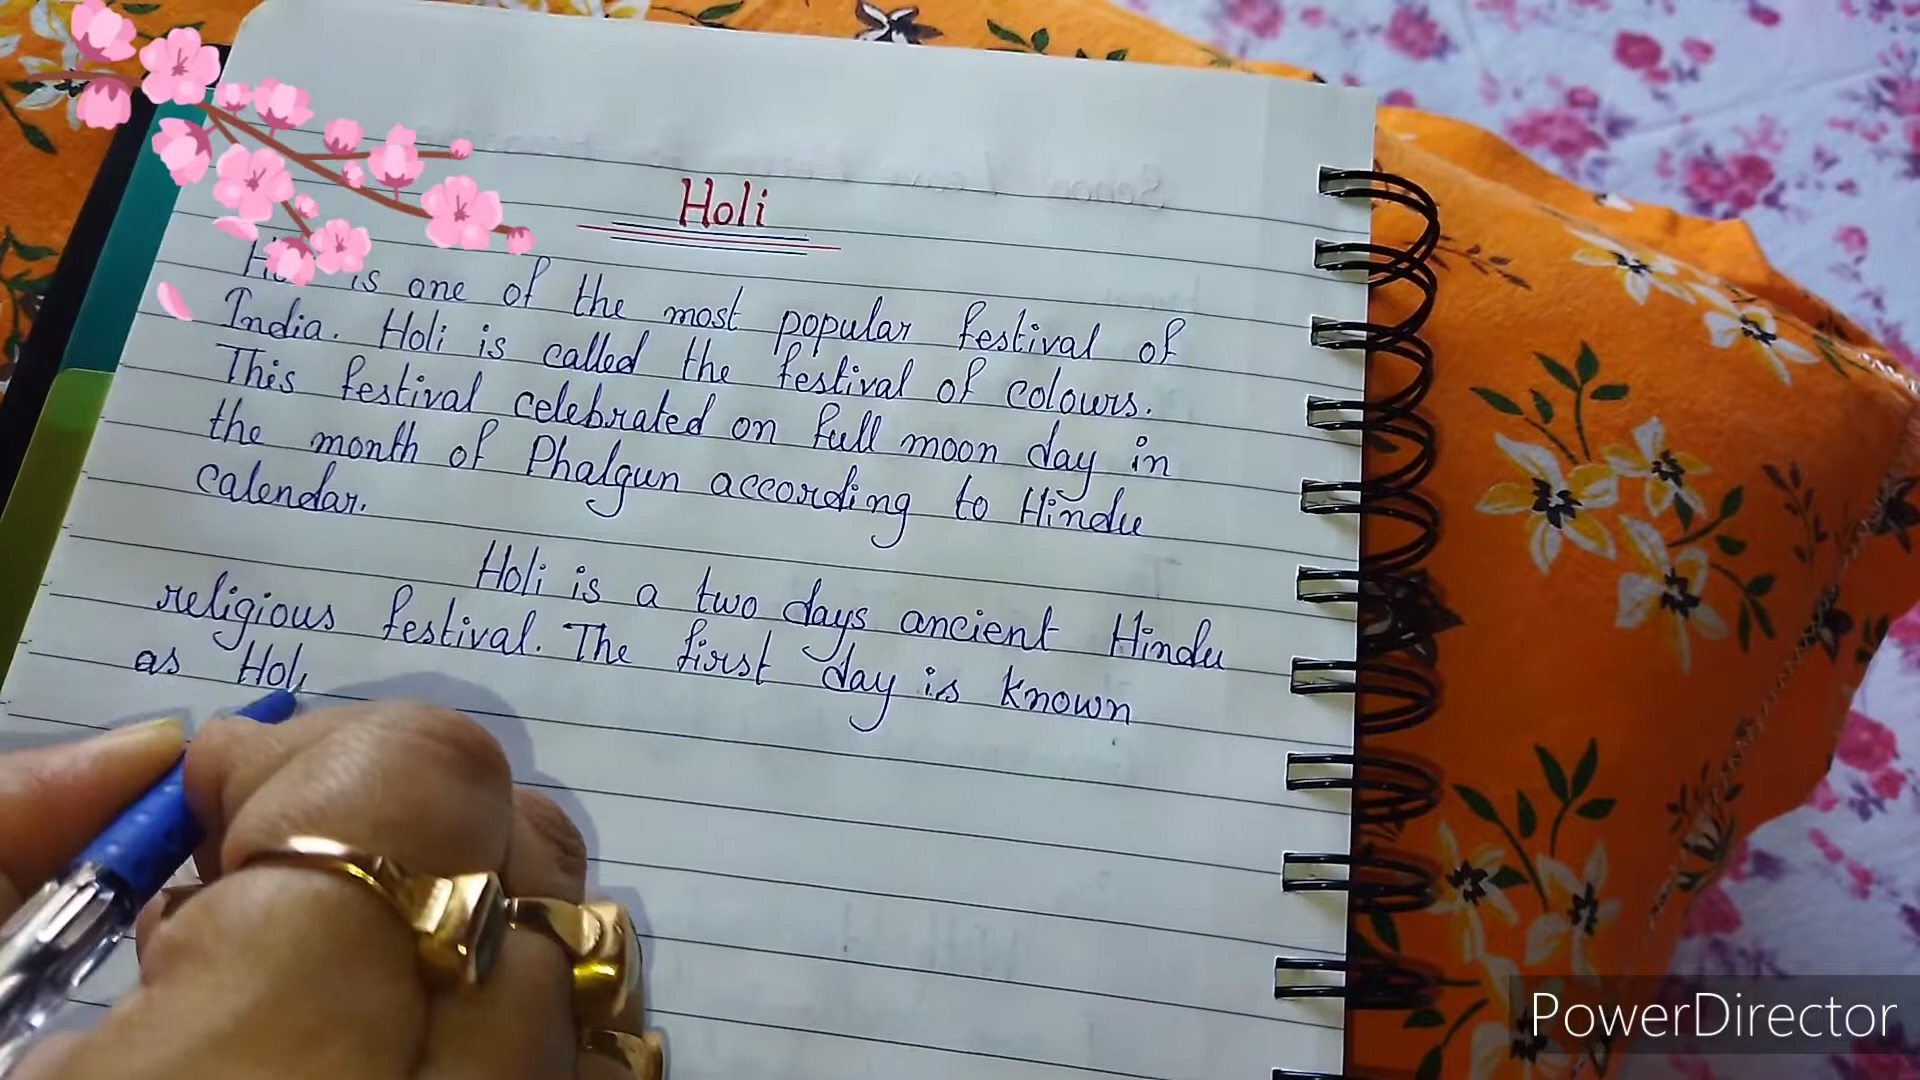 Holi
is one of the most popular festival of
India. Holi is called the festival of colours.
This festival celebrated on full moon day in
the month of Phalgun according to Hindu
calendar.
Holi is a two days ancient Hindu
religious festival. The first day is known
as Holi
PowerDirector